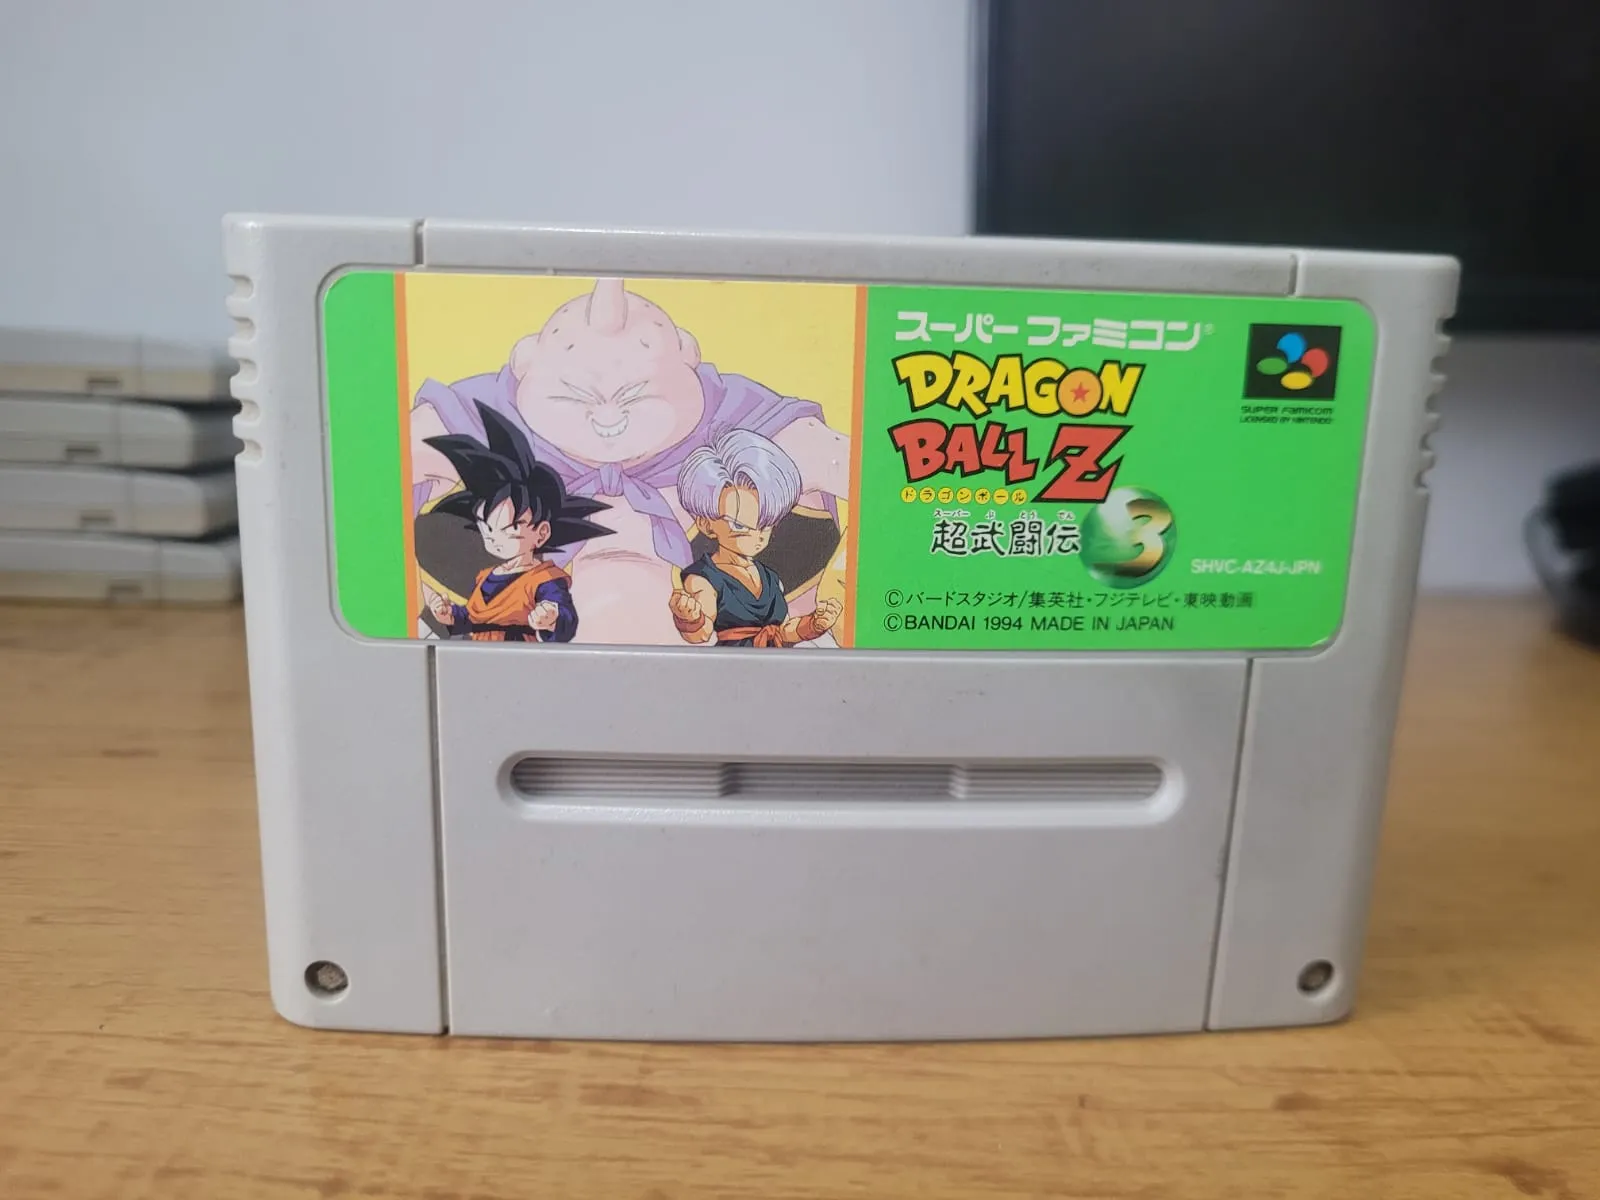 スーパーファミコン®
DRAGON
BALL Z
ドラゴンボール
スーパー ぶ とう でん
超武闘伝3
SUPER FAMICOM
LICENSED BY NINTENDO
SHVC-AZ4J-JPN
©バードスタジオ/集英社・フジテレビ・東映動画
©BANDAI 1994 MADE IN JAPAN